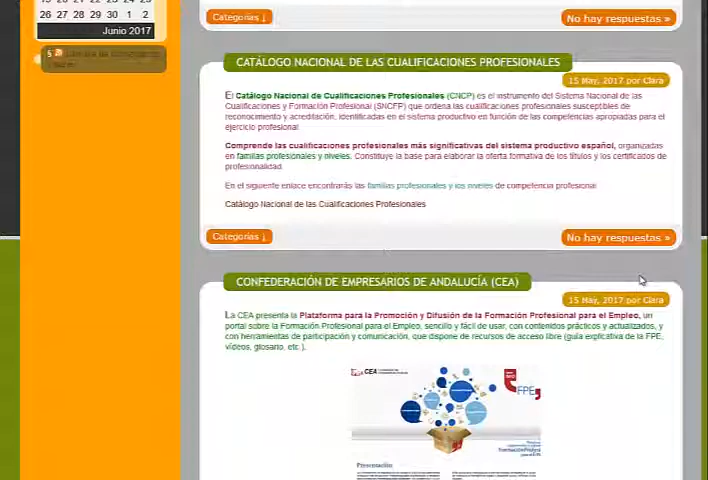 26 27 28 29 30 1 2
Junio 2017
Categorías |
No hay respuestas »
CATÁLOGO NACIONAL DE LAS CUALIFICACIONES PROFESIONALES
15 May, 2017 por Clara
El Catálogo Nacional de Cualificaciones Profesionales (CNCP) es el instrumento del Sistema Nacional de las
Cualificaciones y Formación Profesional (SNCFP) que ordena las cualificaciones profesionales susceptibles de
reconocimiento y acreditación, identificadas en el sistema productivo en función de las competencias apropiadas para el
ejercicio profesional.
Comprende las cualificaciones profesionales más significativas del sistema productivo español, organizadas
en familias profesionales y niveles. Constituye la base para elaborar la oferta formativa de los títulos y los certificados de
profesionalidad.
En el siguiente enlace encontrarás las familias profesionales y los niveles de competencia profesional
Catálogo Nacional de las Cualificaciones Profesionales
Categorías |
No hay respuestas »
CONFEDERACIÓN DE EMPRESARIOS DE ANDALUCÍA (CEA)
15 May, 2017 por Clara
La CEA presenta la Plataforma para la Promoción y Difusión de la Formación Profesional para el Empleo, un
portal sobre la Formación Profesional para el Empleo, sencillo y fácil de usar, con contenidos prácticos y actualizados, y
con herramientas de participación y comunicación, que dispone de recursos de acceso libre (guía explicativa de la FPE,
vídeos, glosario, etc.).
CEA
FPE
Presentación